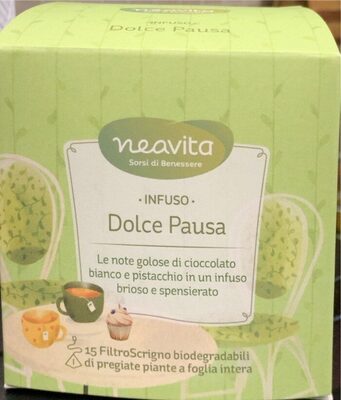 · INFUSO ·
Dolce Pausa
neavita
Sorsi di Benessere
· INFUSO ·
Dolce Pausa
Le note golose di cioccolato
bianco e pistacchio in un infuso
brioso e spensierato
15 FiltroScrigno biodegradabili
di pregiate piante a foglia intera